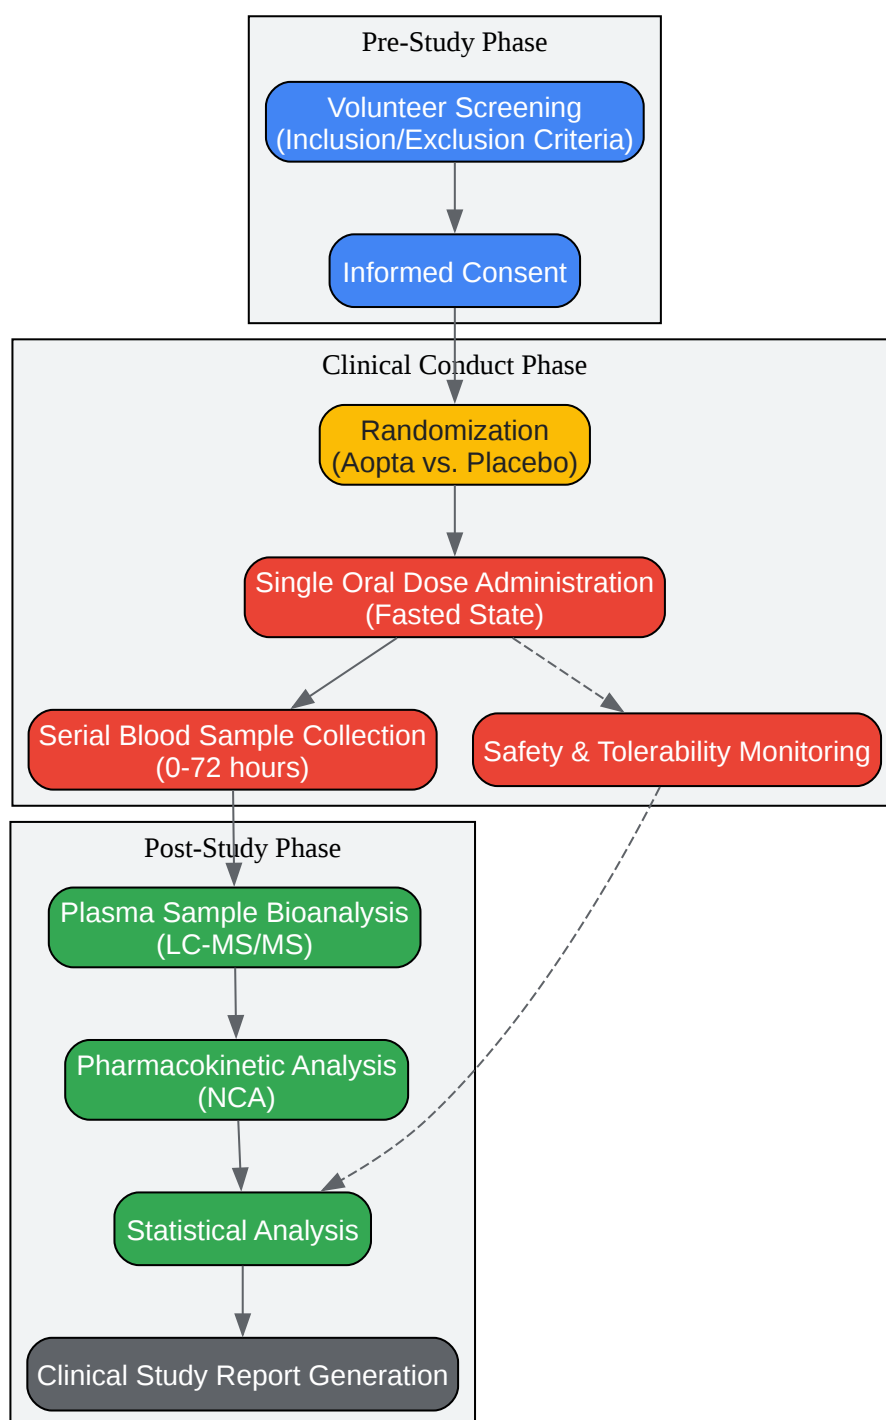 Pre-Study Phase
Volunteer Screening
(Inclusion/Exclusion Criteria)
Informed Consent
Clinical Conduct Phase
Randomization
(Aopta vs. Placebo)
Single Oral Dose Administration
(Fasted State)
Serial Blood Sample Collection
(0-72 hours)
Safety & Tolerability Monitoring
Post-Study Phase
Plasma Sample Bioanalysis
(LC-MS/MS)
Pharmacokinetic Analysis
(NCA)
Statistical Analysis
Clinical Study Report Generation